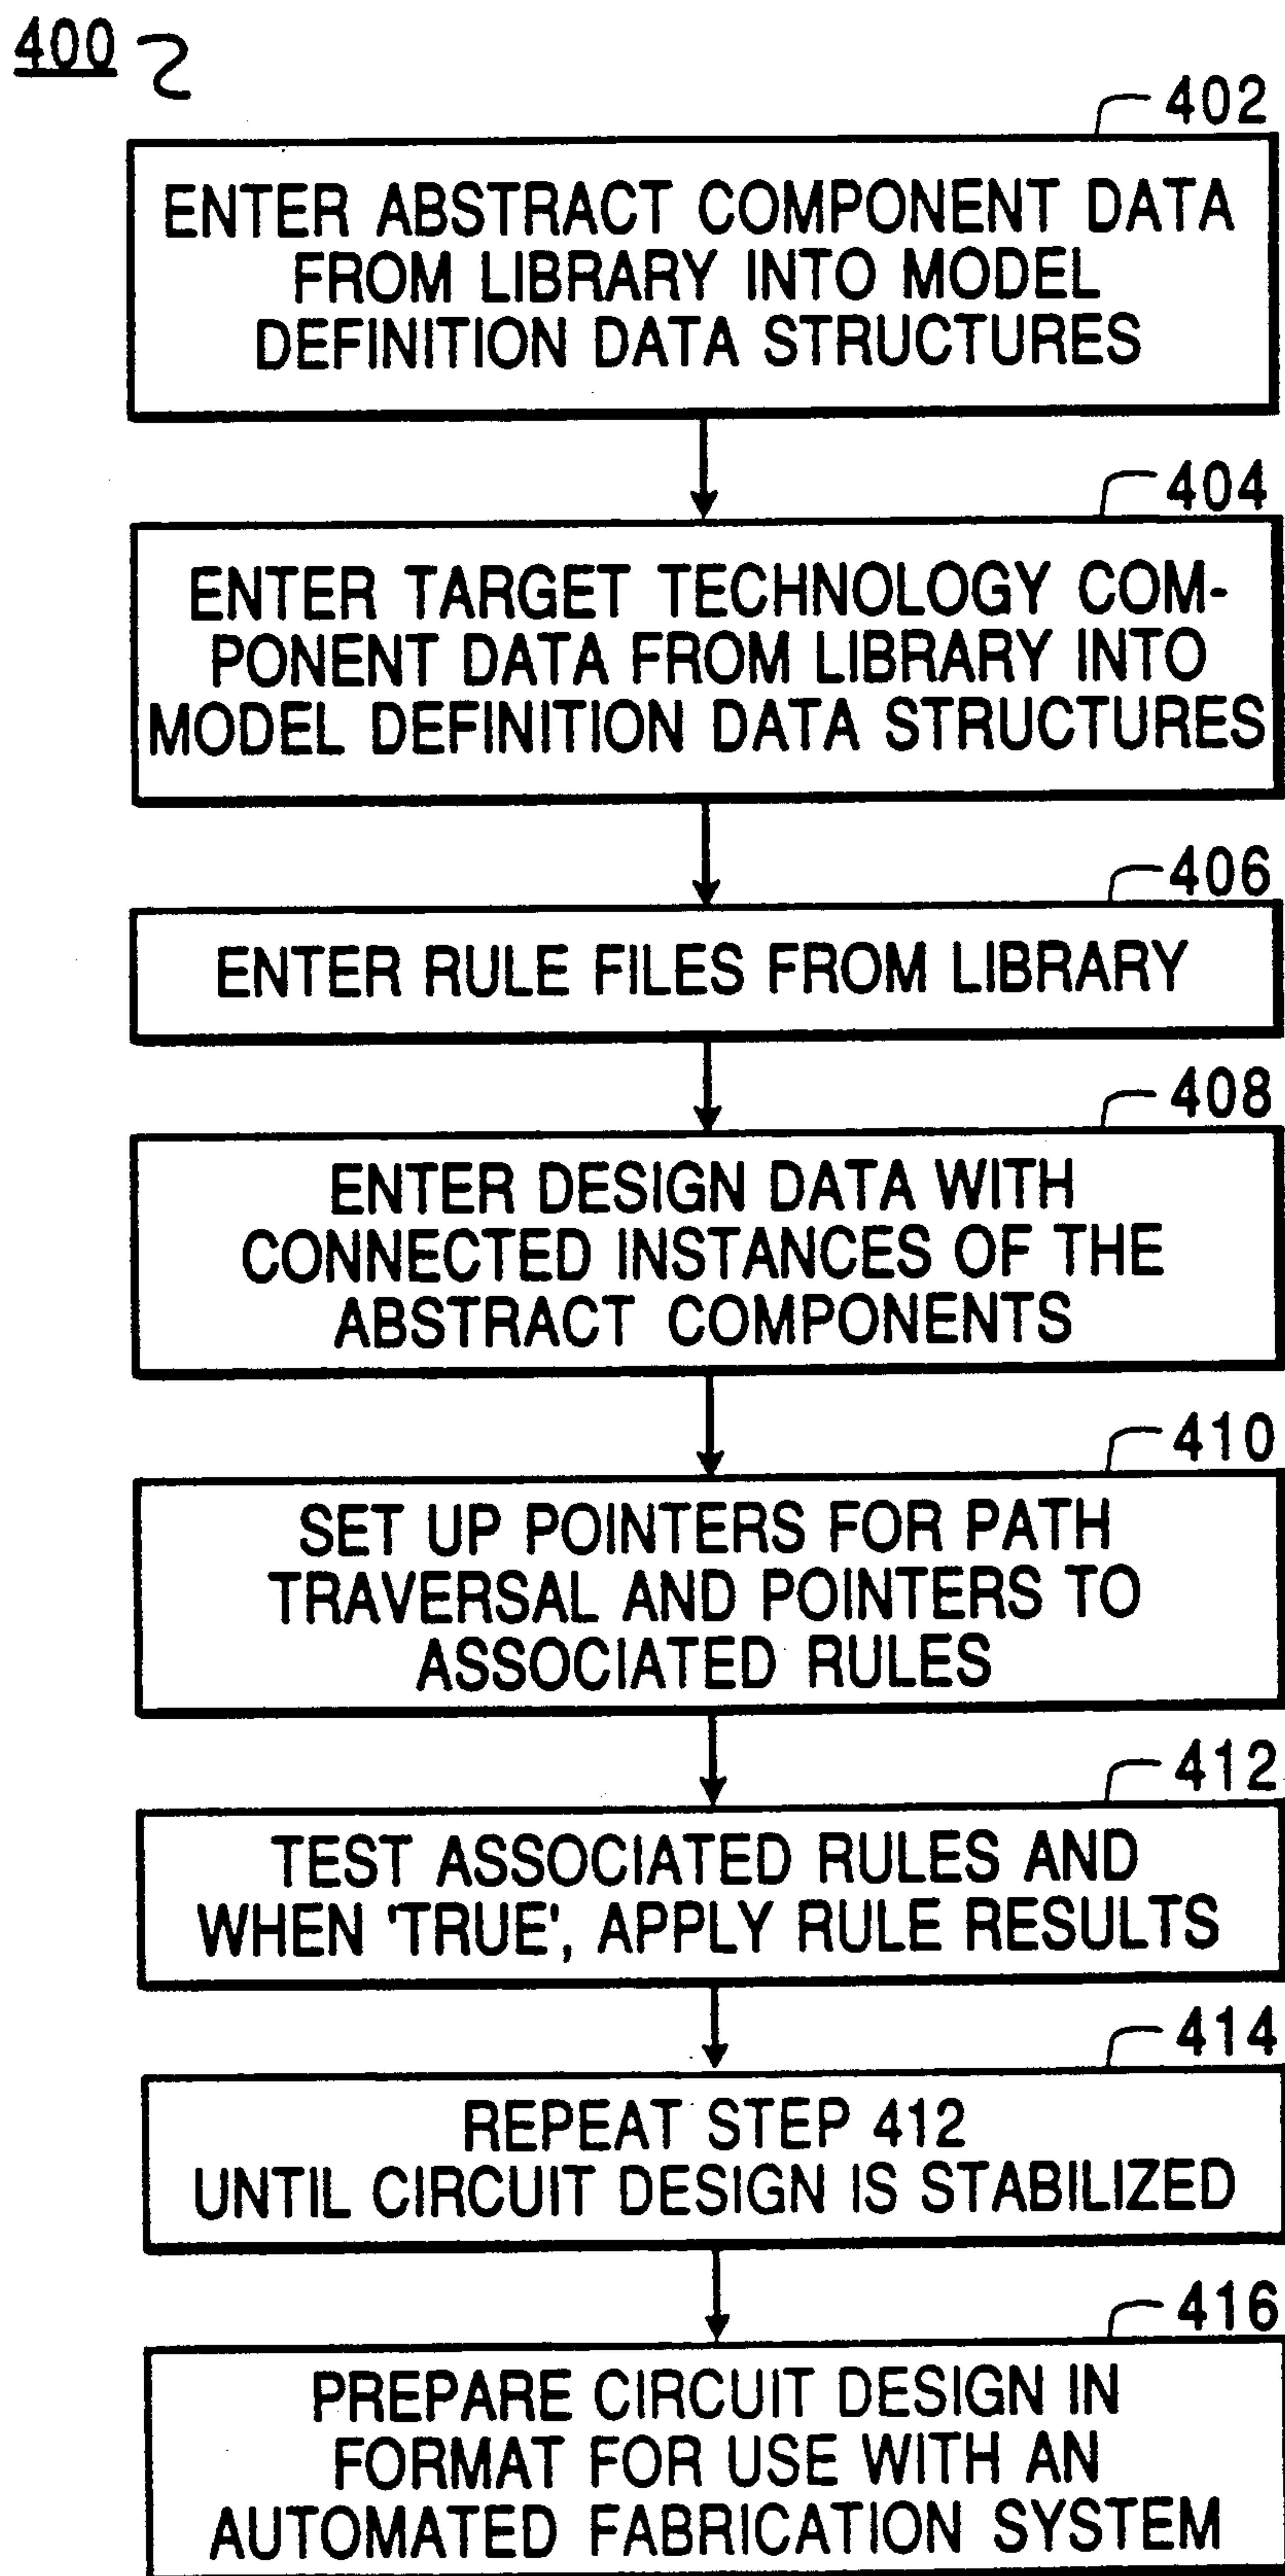 400
402
ENTER ABSTRACT COMPONENT DATA
FROM LIBRARY INTO MODEL
DEFINITION DATA STRUCTURES
404
ENTER TARGET TECHNOLOGY COM-
PONENT DATA FROM LIBRARY INTO
MODEL DEFINITION DATA STRUCTURES
406
ENTER RULE FILES FROM LIBRARY
408
ENTER DESIGN DATA WITH
CONNECTED INSTANCES OF THE
ABSTRACT COMPONENTS
410
SET UP POINTERS FOR PATH
TRAVERSAL AND POINTERS TO
ASSOCIATED RULES
412
TEST ASSOCIATED RULES AND
WHEN 'TRUE', APPLY RULE RESULTS
414
REPEAT STEP 412
UNTIL CIRCUIT DESIGN IS STABILIZED
416
PREPARE CIRCUIT DESIGN IN
FORMAT FOR USE WITH AN
AUTOMATED FABRICATION SYSTEM